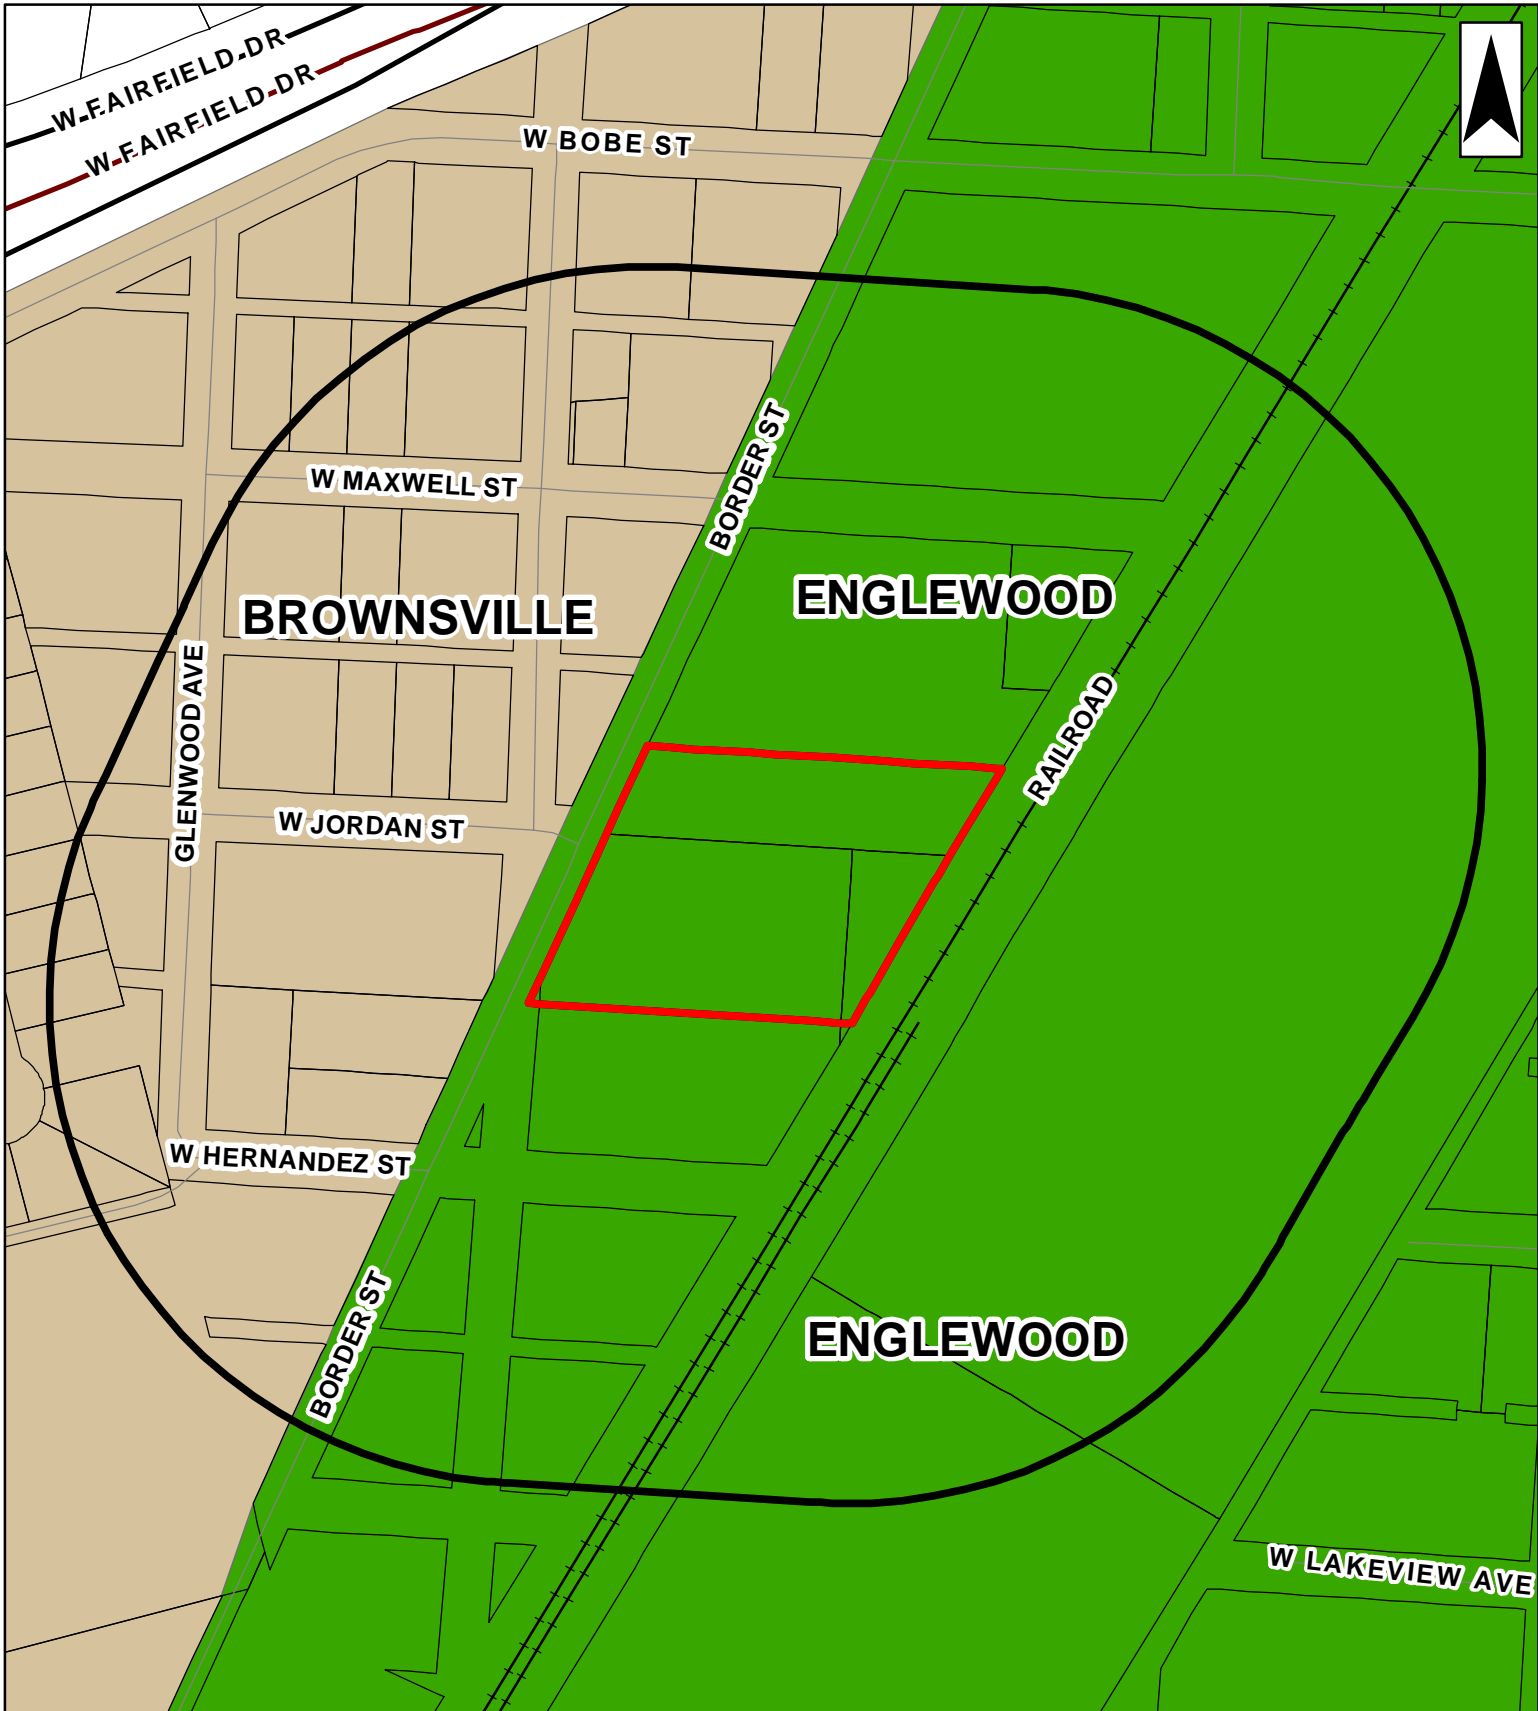 W FAIRFIELD DR
W FAIRFIELD DR
W BOBE ST
BORDER ST
W MAXWELL ST
ENGLEWOOD
BROWNSVILLE
GLENWOOD AVE
RAILROAD
W JORDAN ST
W HERNANDEZ ST
BORDER ST
ENGLEWOOD
W LAKEVIEW AVE